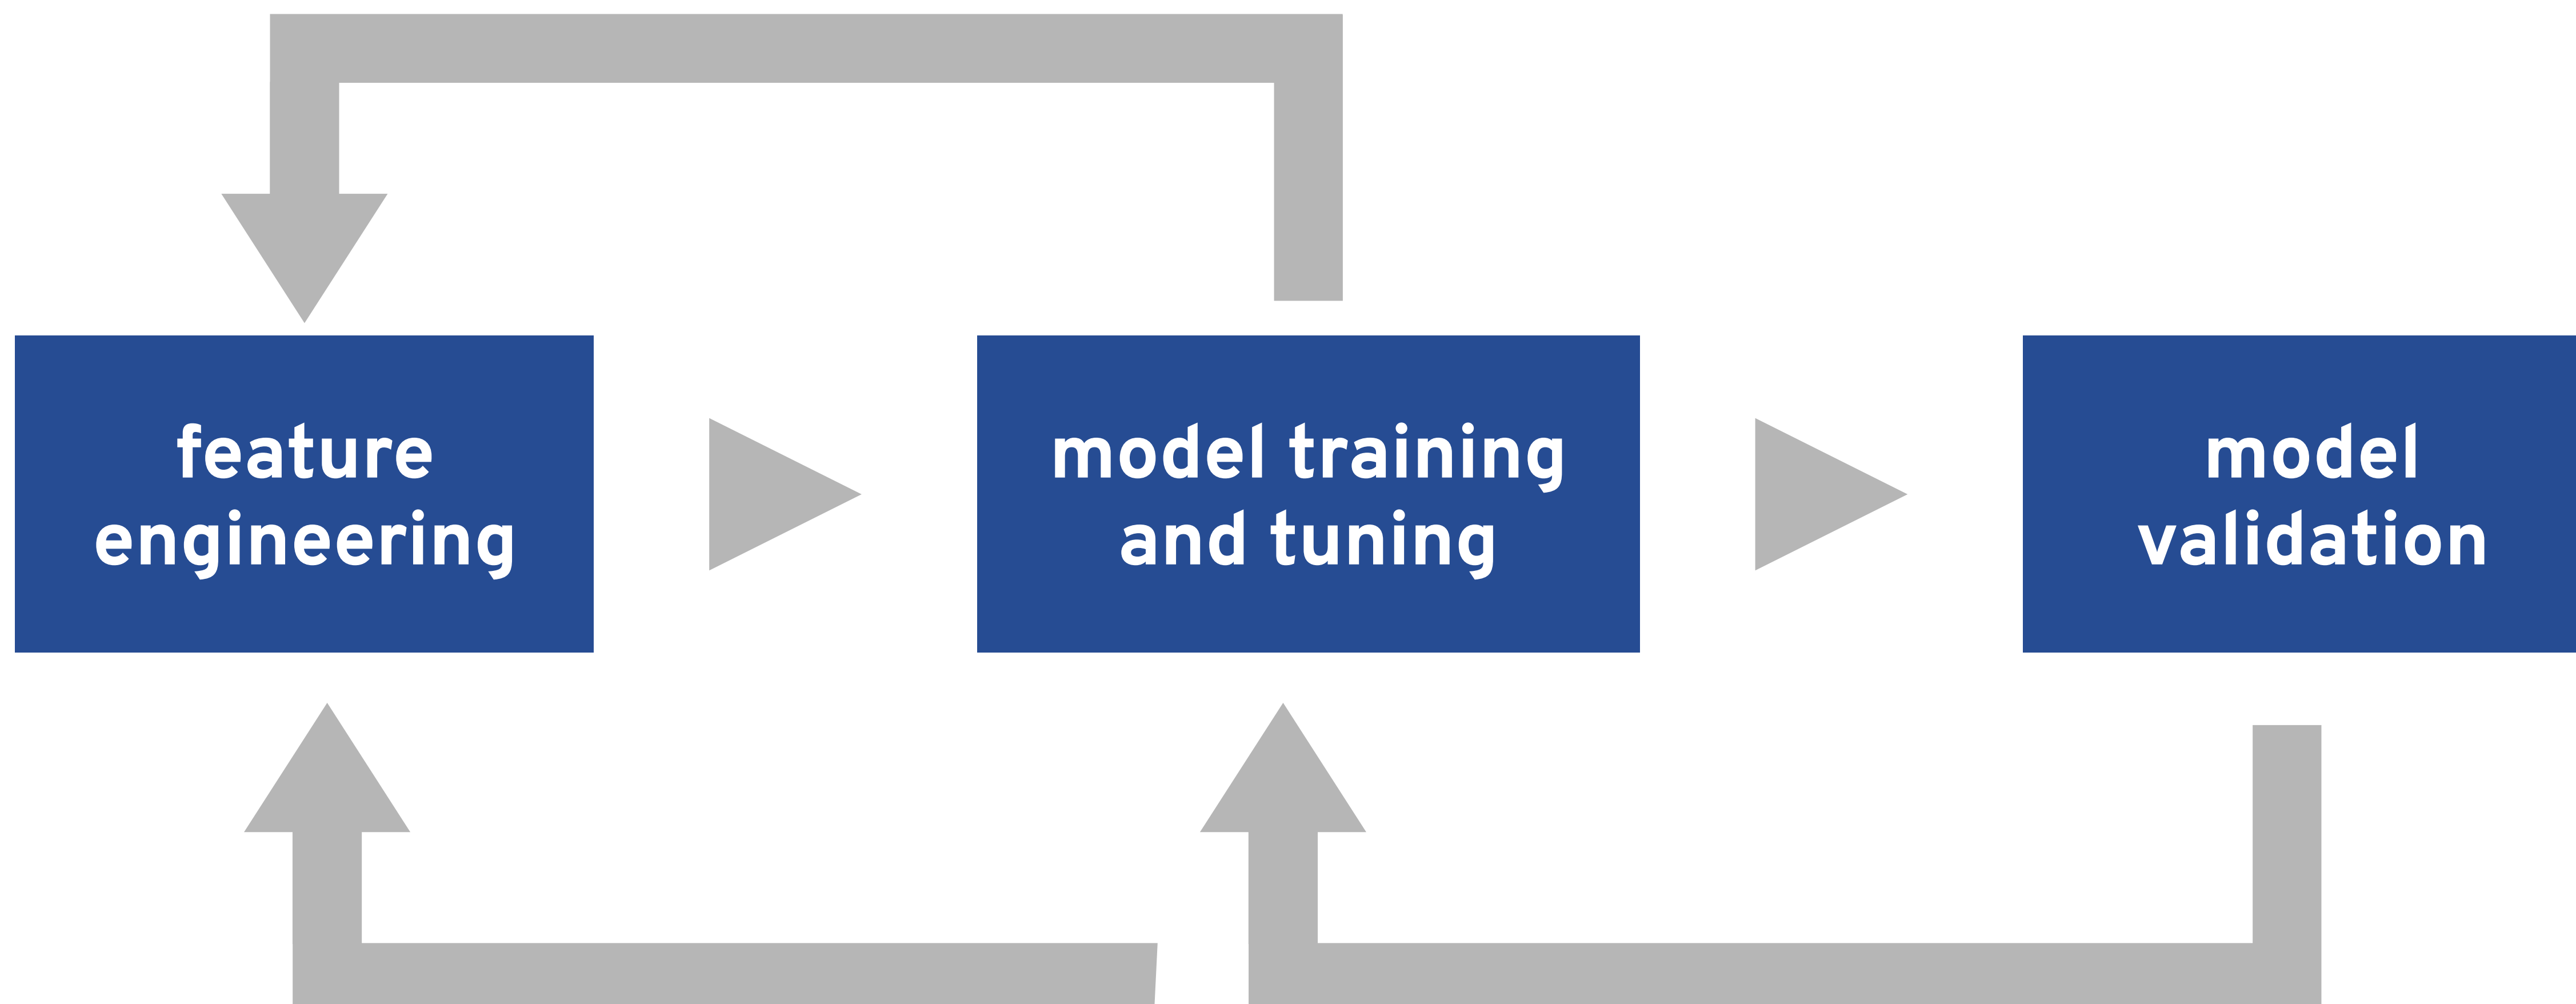 feature
engineering
model training
and tuning
model
validation